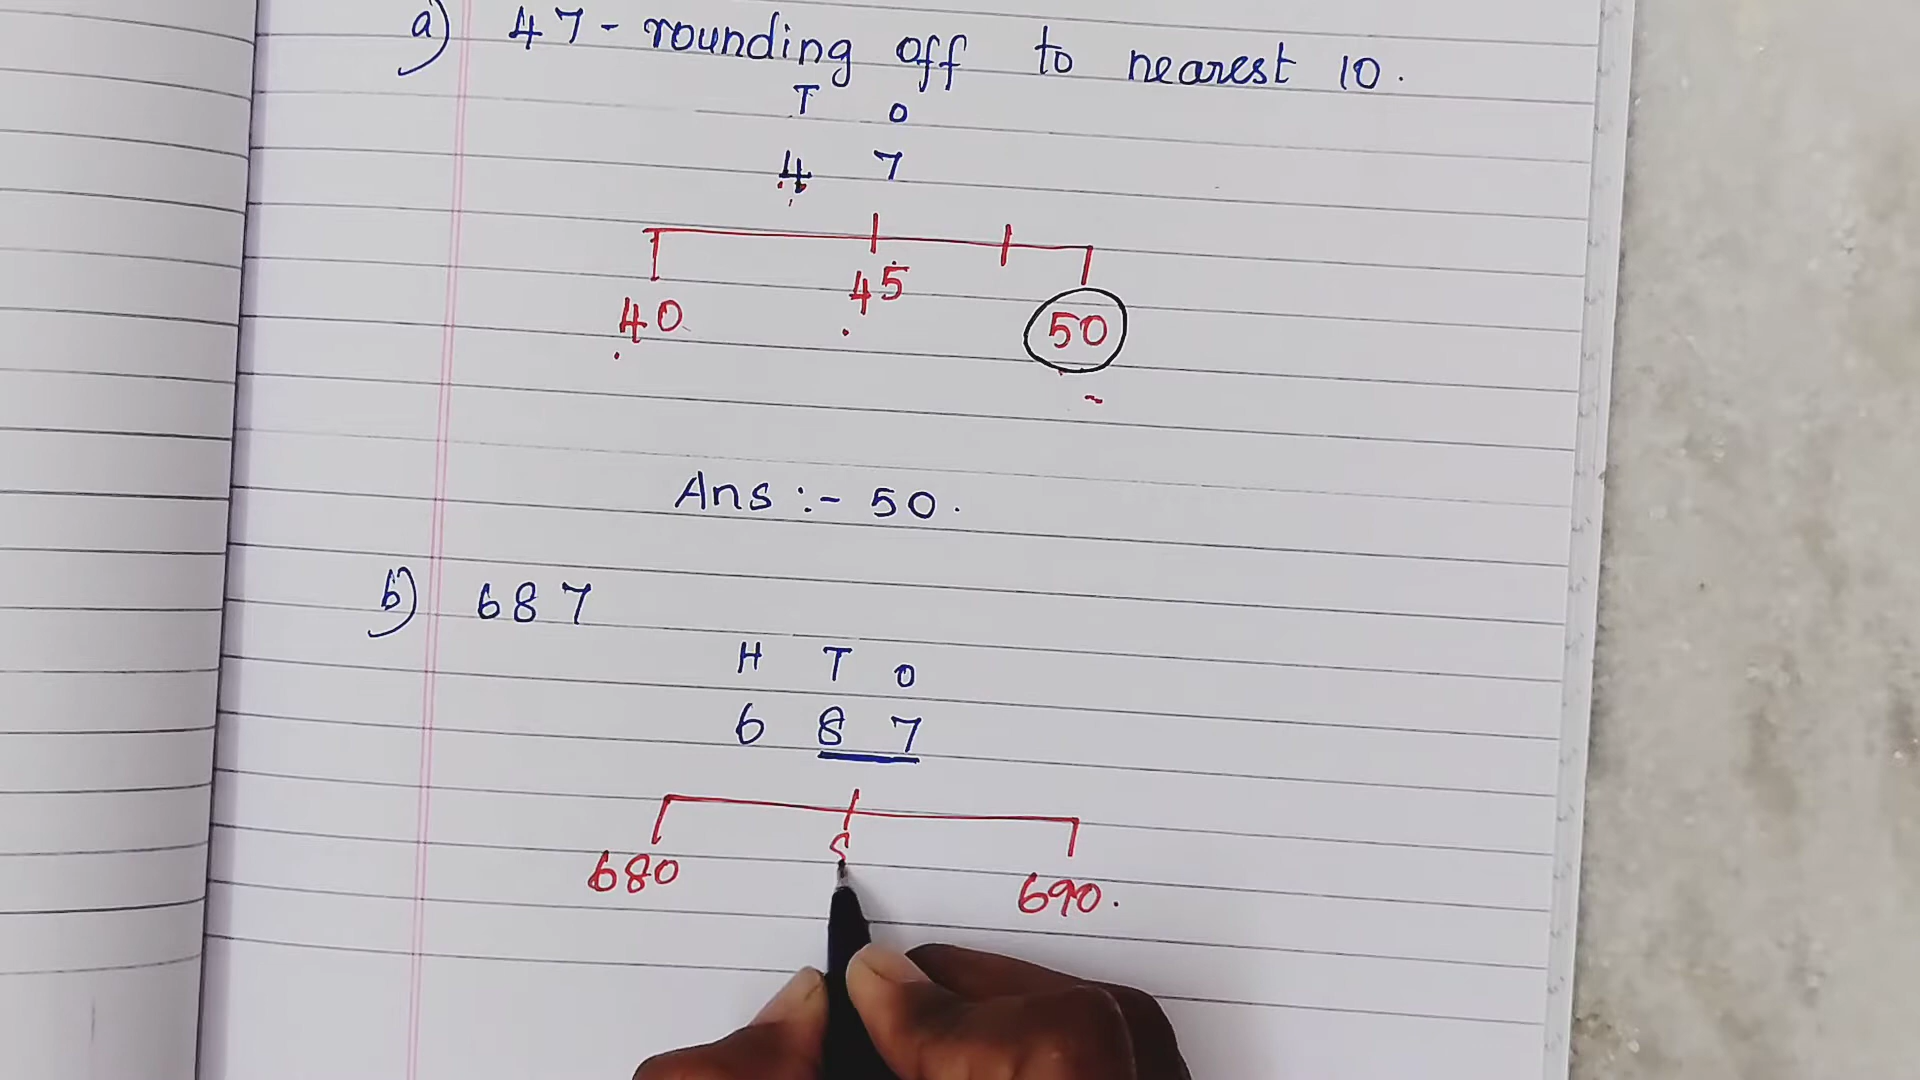 a) 47 - rounding off to nearest 10.
T O
4 7
40 45 50
Ans :- 50.
b) 687
H T O
6 8 7
680 690.